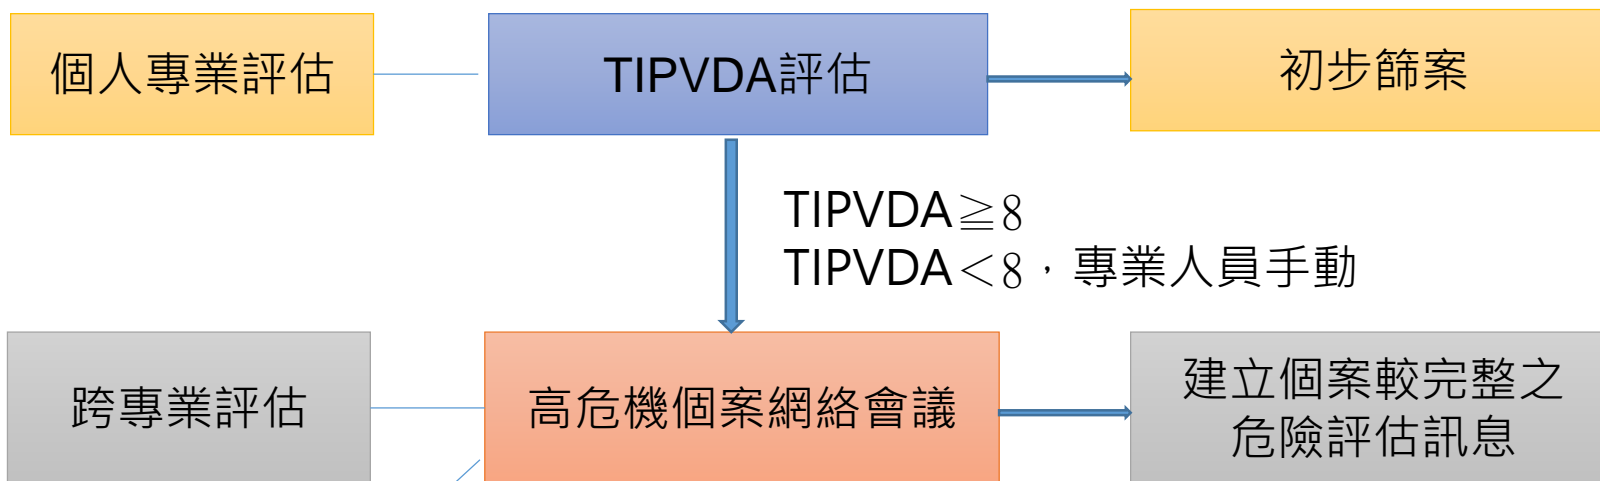 個人專業評估
TIPVDA評估
初步篩案
TIPVDA≧8
TIPVDA<8，專業人員手動
跨專業評估
高危機個案網絡會議
建立個案較完整之
危險評估訊息